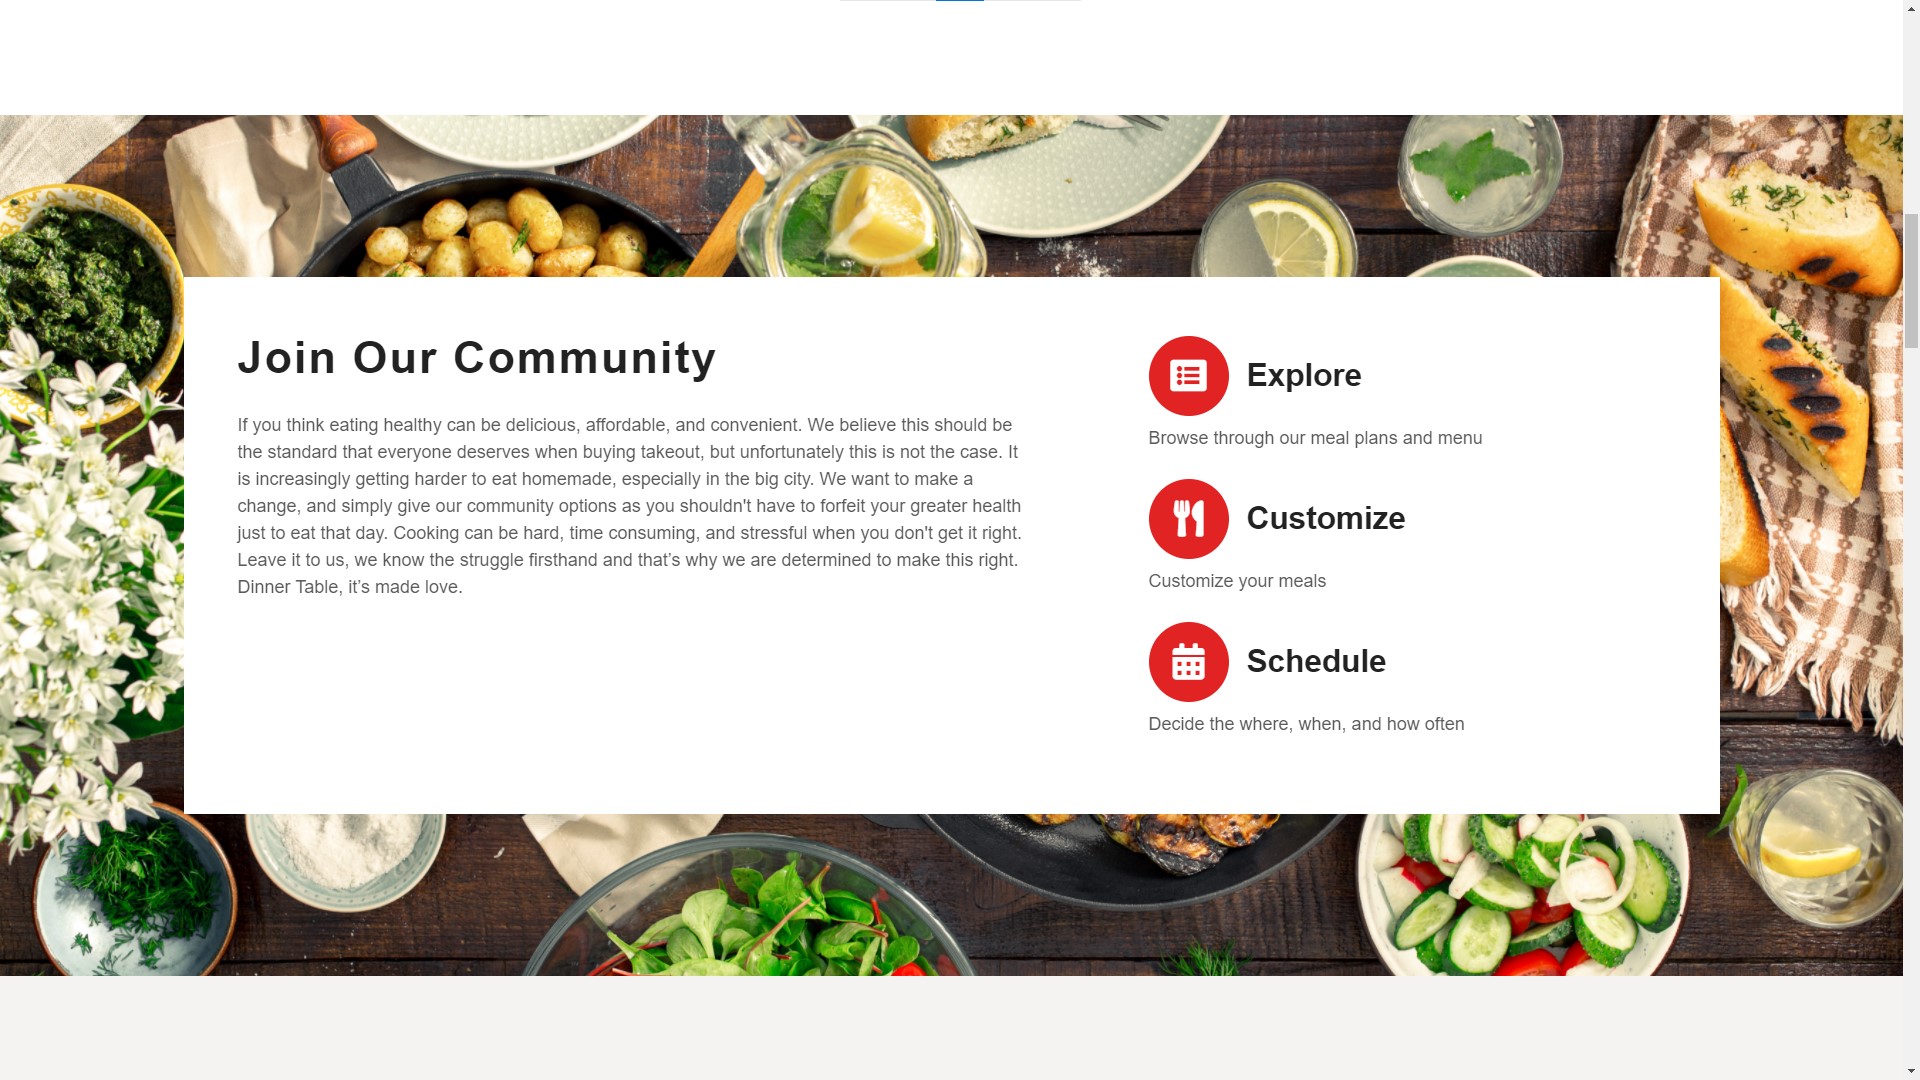 Join Our Community
If you think eating healthy can be delicious, affordable, and convenient. We believe this should be
the standard that everyone deserves when buying takeout, but unfortunately this is not the case. It
is increasingly getting harder to eat homemade, especially in the big city. We want to make a
change, and simply give our community options as you shouldn't have to forfeit your greater health
just to eat that day. Cooking can be hard, time consuming, and stressful when you don't get it right.
Leave it to us, we know the struggle firsthand and that’s why we are determined to make this right.
Dinner Table, it’s made love.
Explore
Browse through our meal plans and menu
Customize
Customize your meals
Schedule
Decide the where, when, and how often